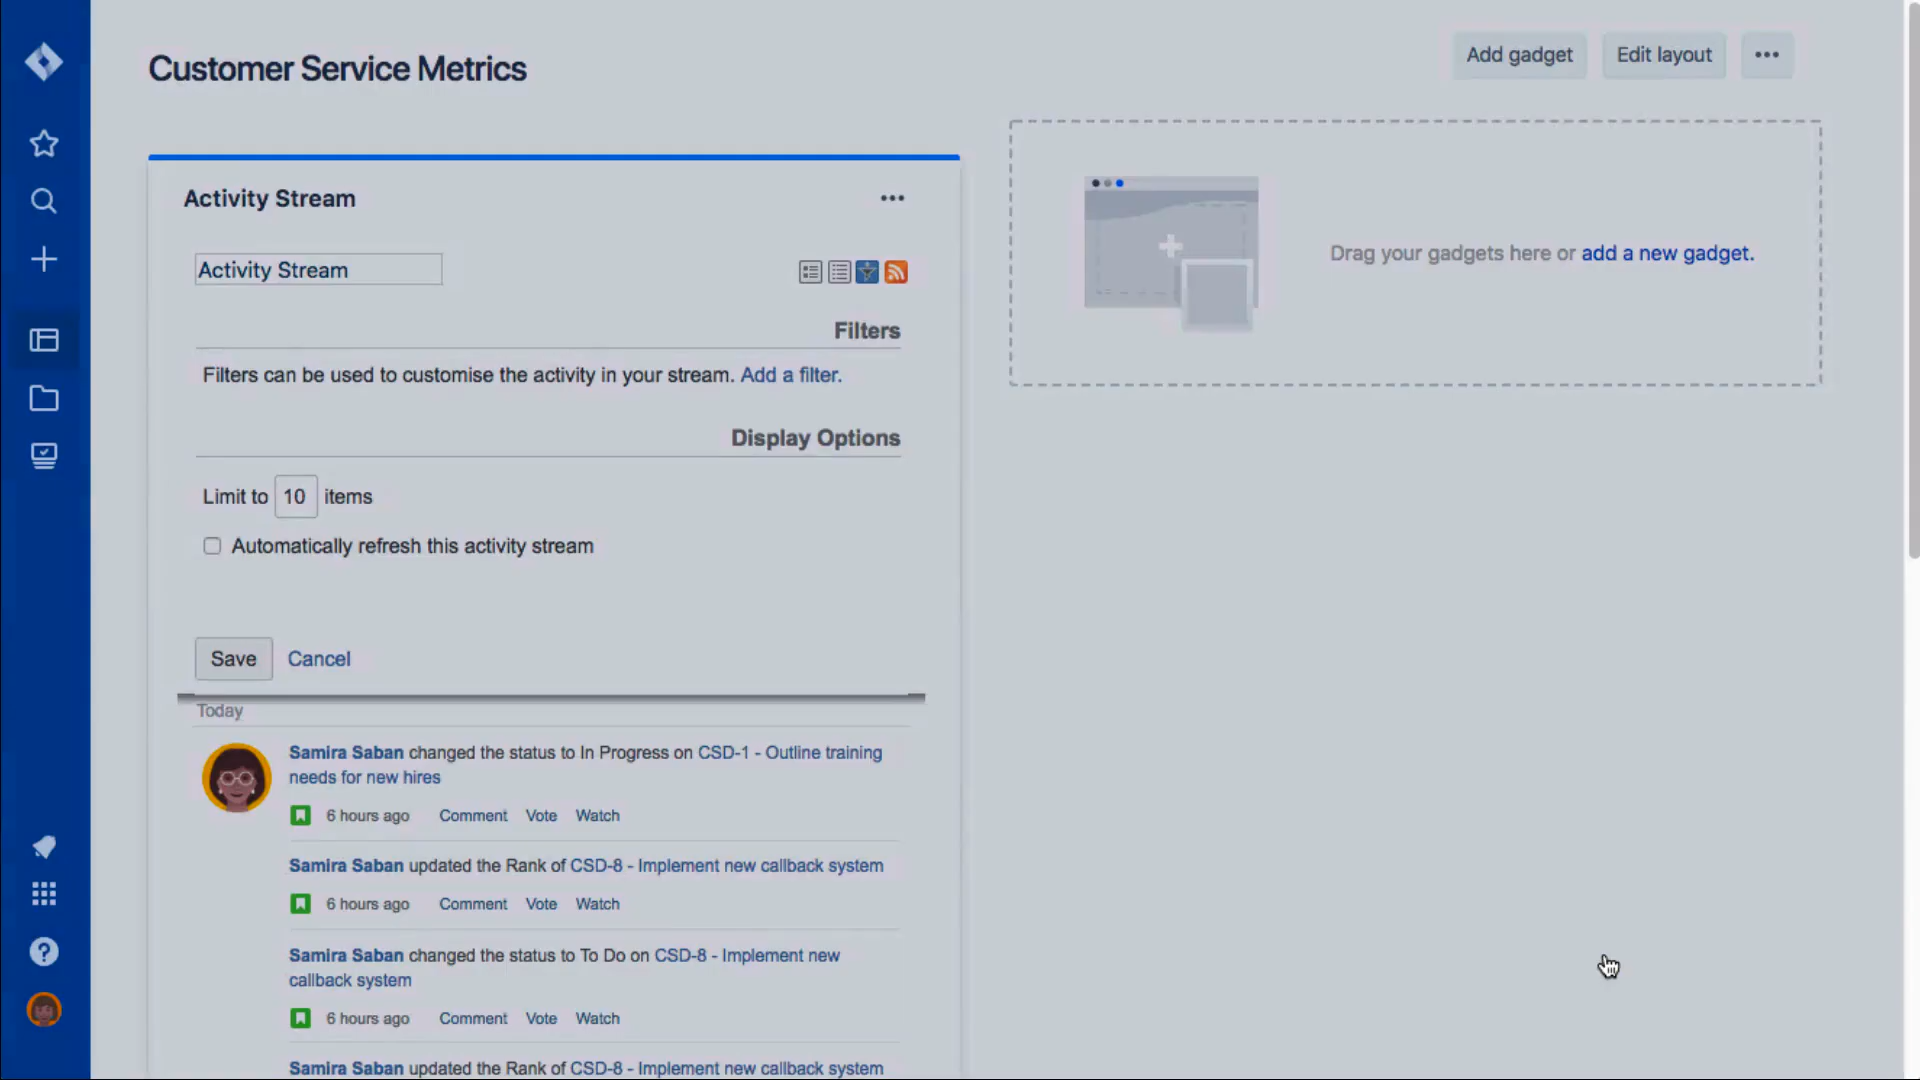 Customer Service Metrics
Add gadget
Edit layout
Activity Stream
Activity Stream
Filters
Filters can be used to customise the activity in your stream. Add a filter.
Display Options
Limit to 10 items
Automatically refresh this activity stream
Save
Cancel
Today
Samira Saban changed the status to In Progress on CSD-1 - Outline training
needs for new hires
6 hours ago Comment Vote Watch
Samira Saban updated the Rank of CSD-8 - Implement new callback system
6 hours ago Comment Vote Watch
Samira Saban changed the status to To Do on CSD-8 - Implement new
callback system
6 hours ago Comment Vote Watch
Samira Saban updated the Rank of CSD-8 - Implement new callback system
Drag your gadgets here or add a new gadget.